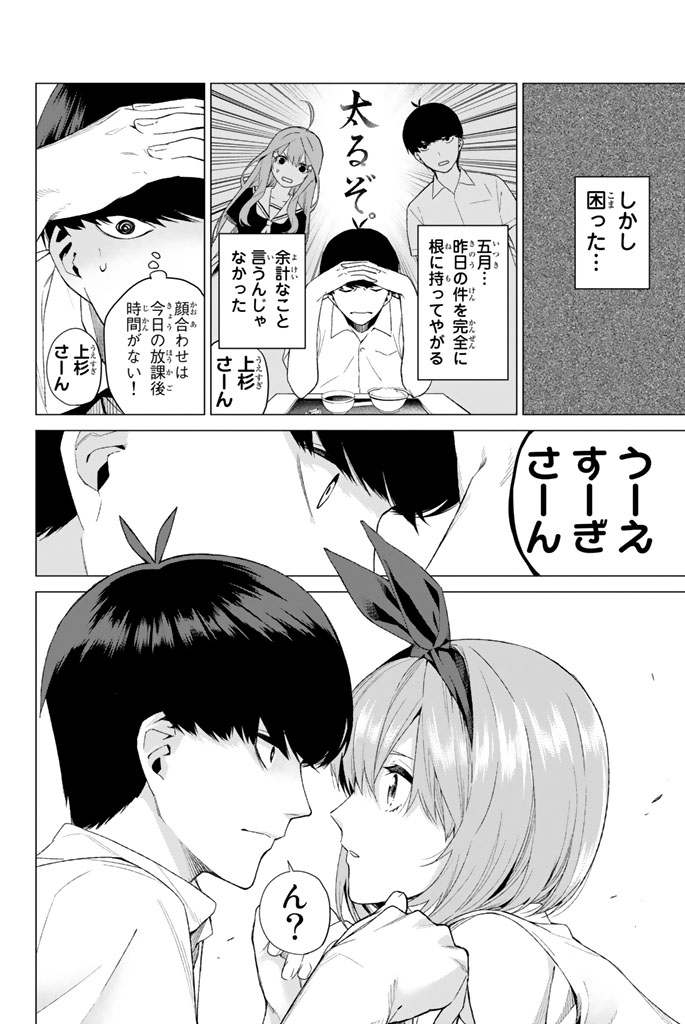 しかし
困った…
太るぞ。
五月…
昨日の件を完全に
根に持ってやがる
余計なこと
言うんじゃ
なかった
上杉
さーん
顔合わせは
今日の放課後
時間がない！
上杉
さーん
うーえ
すーぎ
さーん
ん？